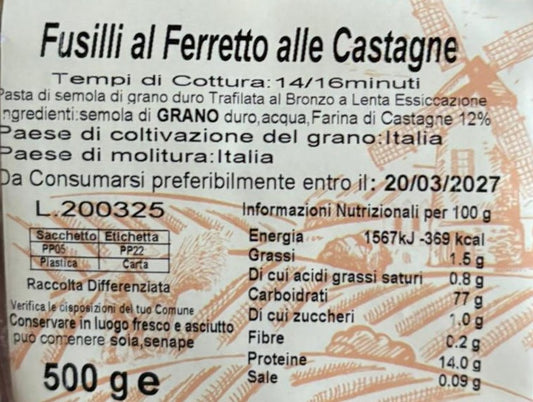 Fusilli al Ferretto alle Castagne
Tempi di Cottura:14/16minuti
Pasta di semola di grano duro Trafilata al Bronzo a Lenta Essiccazione
ngredienti:semola di GRANO duro,acqua,Farina di Castagne 12%
Paese di coltivazione del grano:Italia
Paese di molitura:Italia
Da Consumarsi preferibilmente entro il: 20/03/2027
L.200325
Informazioni Nutrizionali per 100 g
Sacchetto Etichetta
PP05 PP22
Plastica Carta
Raccolta Differenziata
Verifica le disposizioni del tuo Comune
Conservare in luogo fresco e asciutto
può contenere soia,senape
500 g e
Energia 1567kJ -369 kcal
Grassi 1.5 g
Di cui acidi grassi saturi 0.8 g
Carboidrati 77 g
Di cui zuccheri 1.0 g
Fibre 0.2 g
Proteine 14.0 g
Sale 0.09 g